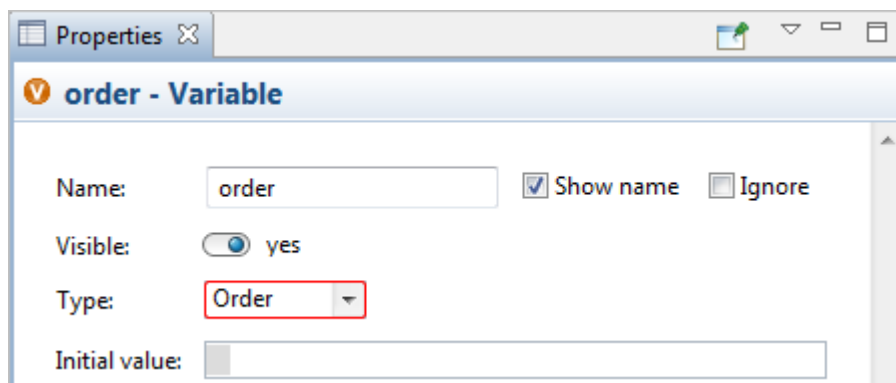 Properties
order - Variable
Name: order Show name Ignore
Visible: yes
Type: Order
Initial value: